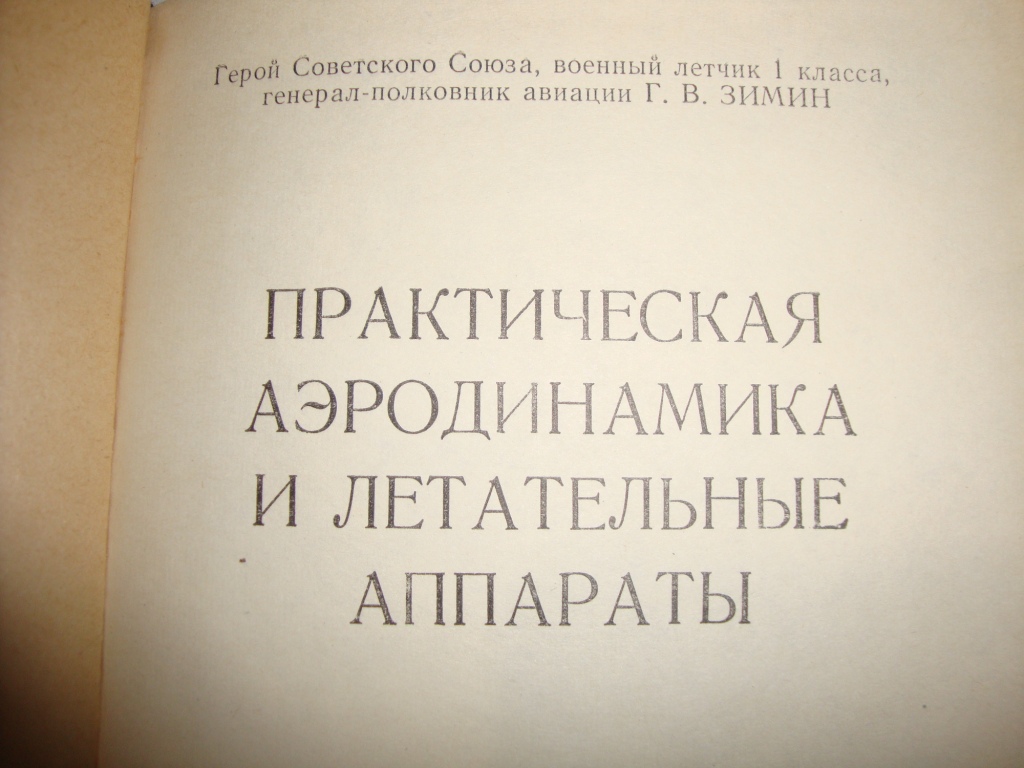 Герой Советского Союза, военный летчик 1 класса,
генерал-полковник авиации Г. В. ЗИМИН
ПРАКТИЧЕСКАЯ
АЭРОДИНАМИКА
И ЛЕТАТЕЛЬНЫЕ
АППАРАТЫ